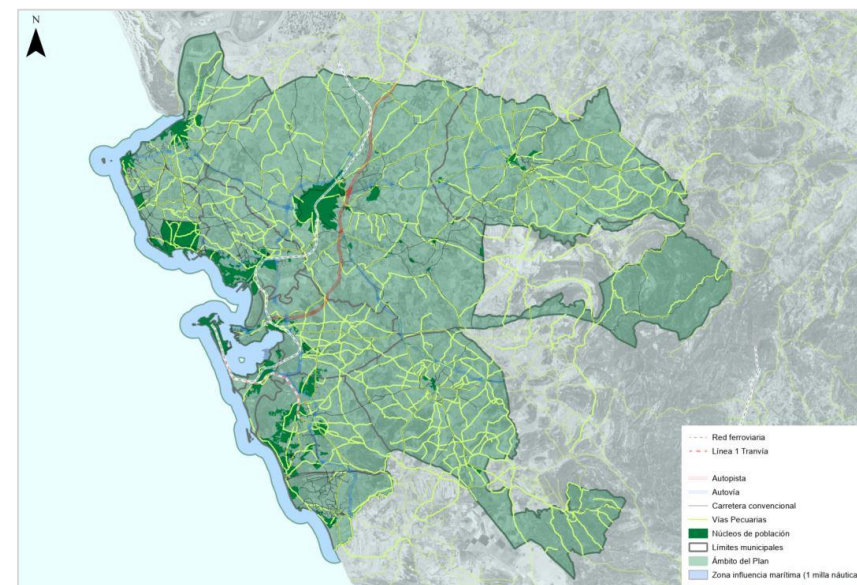 N
Red ferroviaria
Línea 1 Tranvía
Autopista
Autovía
Carretera convencional
Vías Pecuarias
Núcleos de población
Límites municipales
Ámbito del Plan
Zona influencia marítima (1 milla náutica